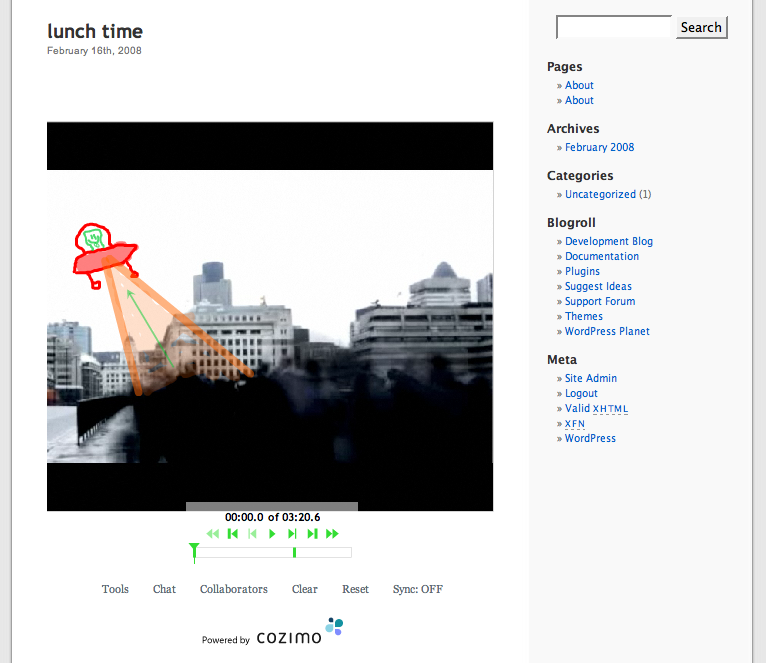 lunch time
February 16th, 2008
00:00.0 of 03:20.6
Tools Chat Collaborators Clear Reset Sync: OFF
Powered by cozimo
Search
Pages
» About
» About
Archives
» February 2008
Categories
» Uncategorized (1)
Blogroll
» Development Blog
» Documentation
» Plugins
» Suggest Ideas
» Support Forum
» Themes
» WordPress Planet
Meta
» Site Admin
» Logout
» Valid XHTML
» XFN
» WordPress